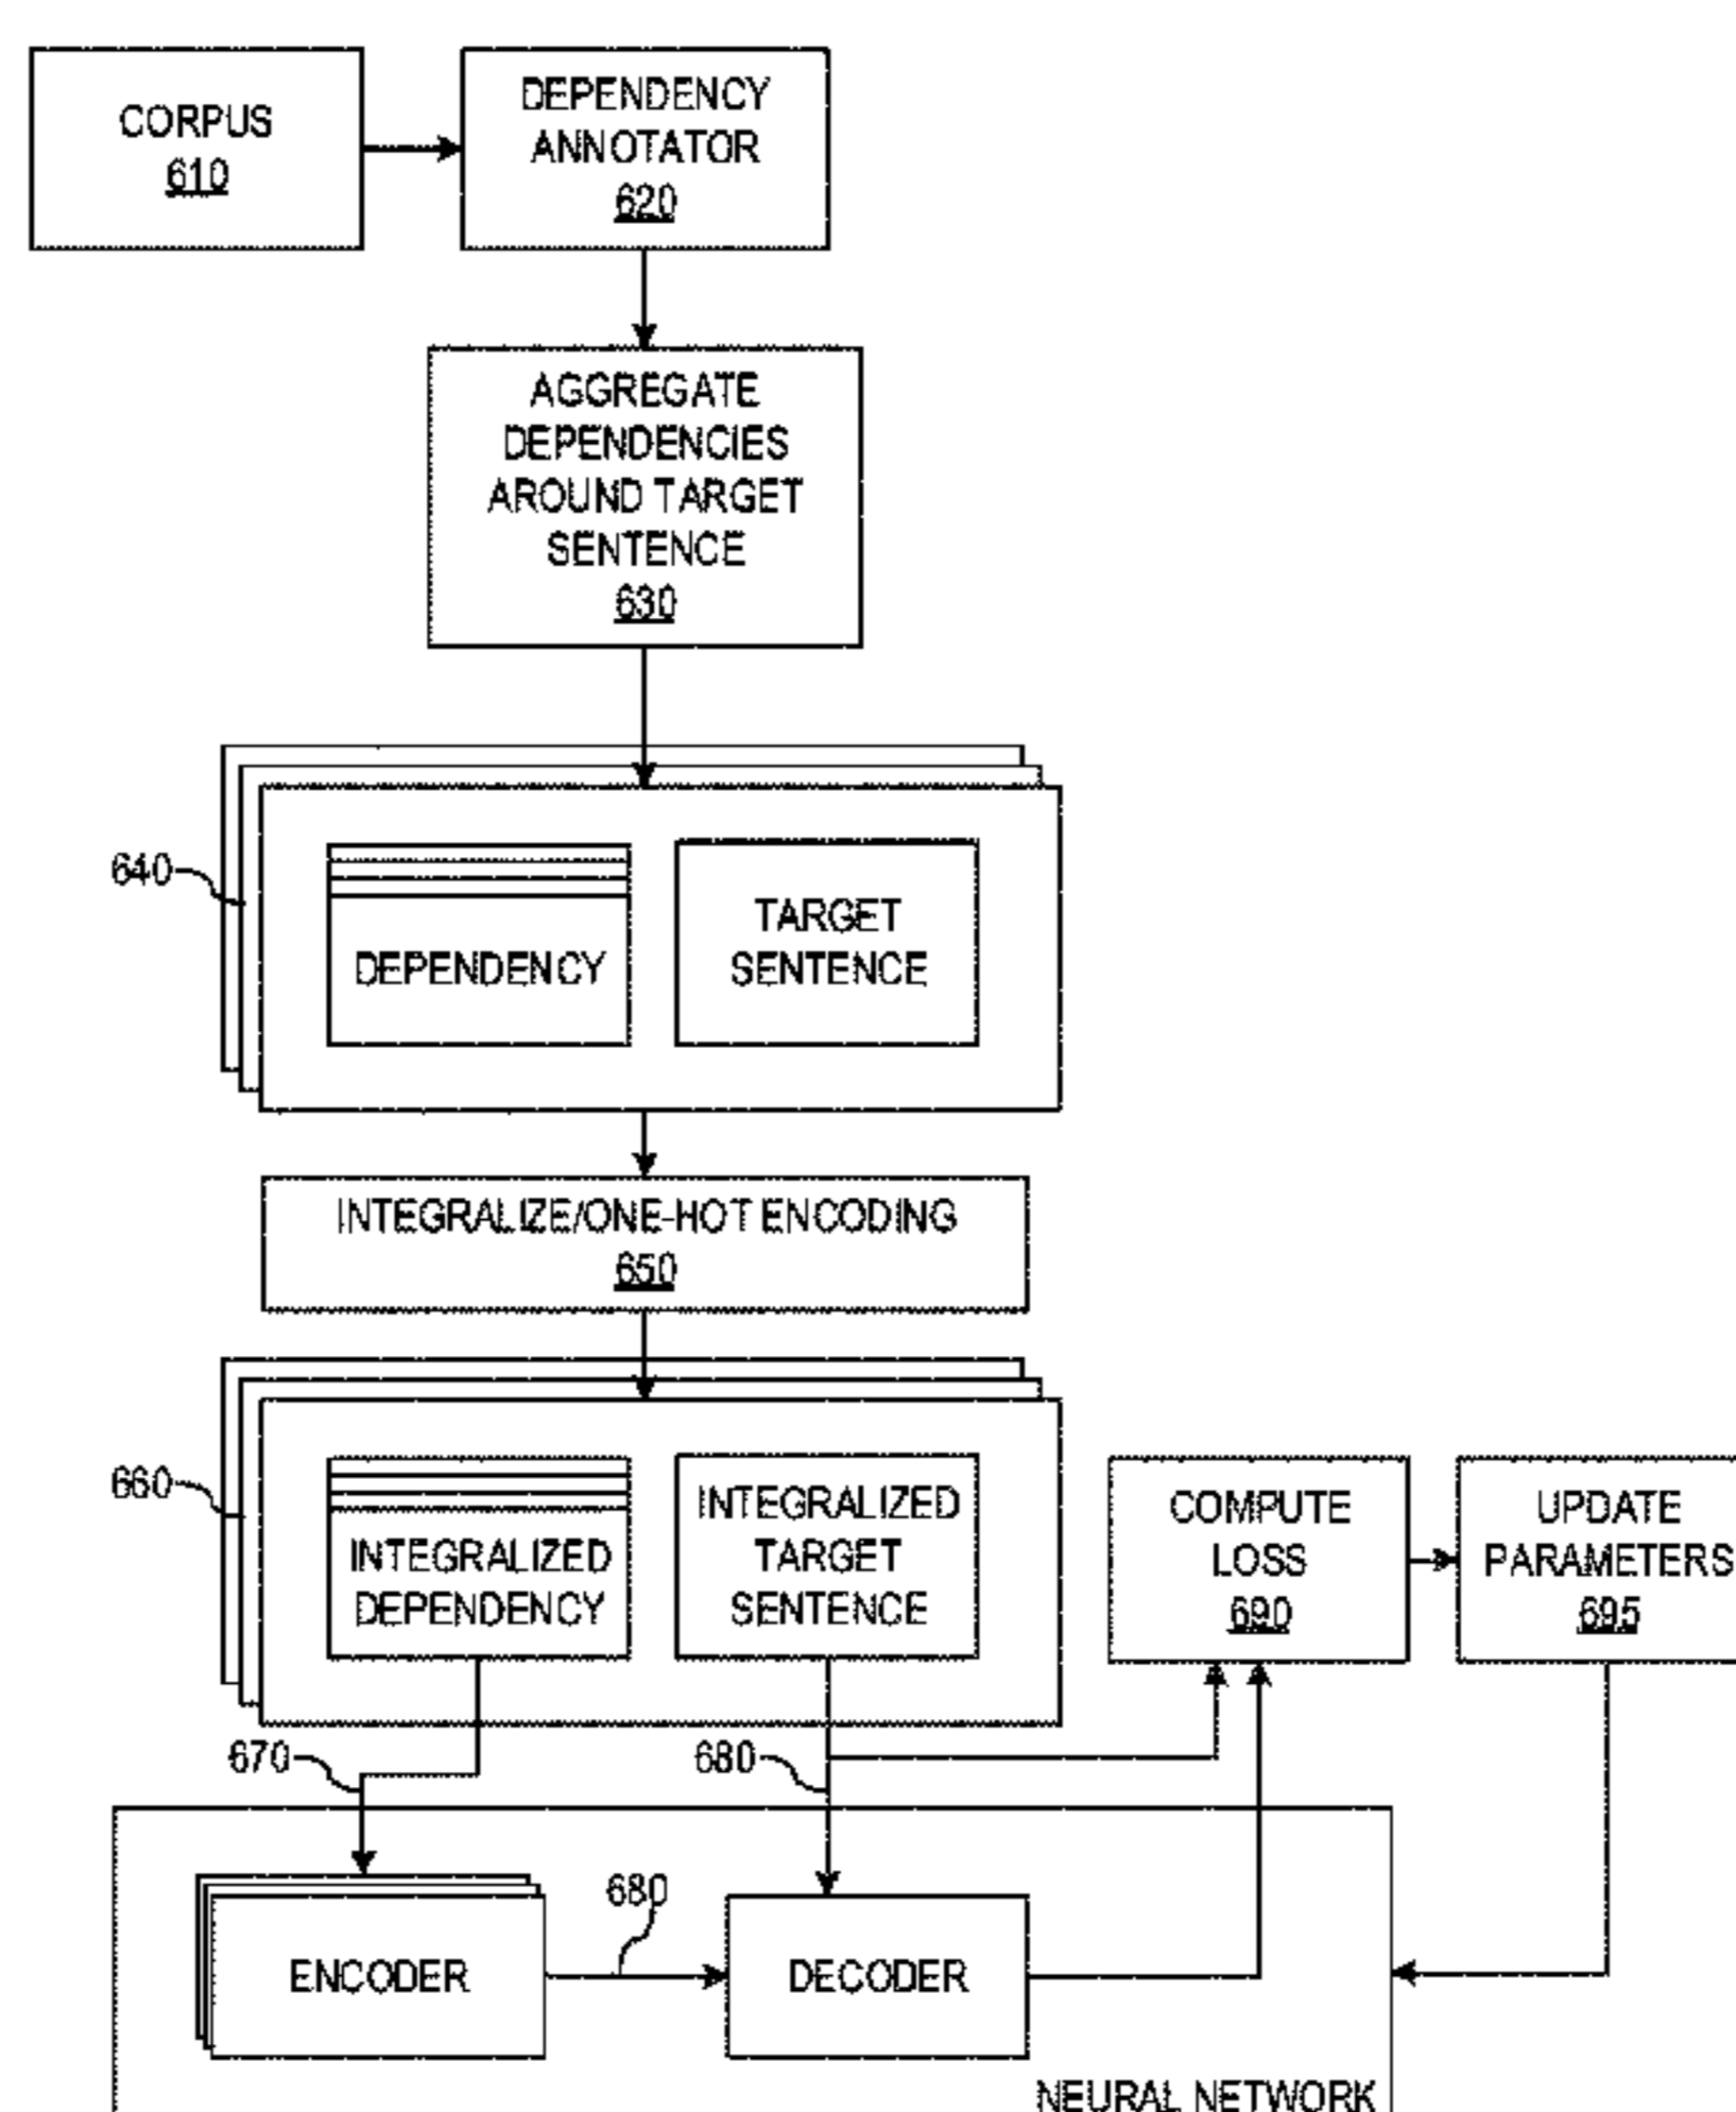 CORPUS
610
DEPENDENCY
ANNOTATOR
620
AGGREGATE
DEPENDENCIES
AROUND TARGET
SENTENCE
630
640
DEPENDENCY
TARGET
SENTENCE
INTEGRALIZE/ONE-HOT ENCODING
650
660
INTEGRALIZED
DEPENDENCY
INTEGRALIZED
TARGET
SENTENCE
COMPUTE
LOSS
690
UPDATE
PARAMETERS
695
670
680
ENCODER
680
DECODER
NEURAL NETWORK